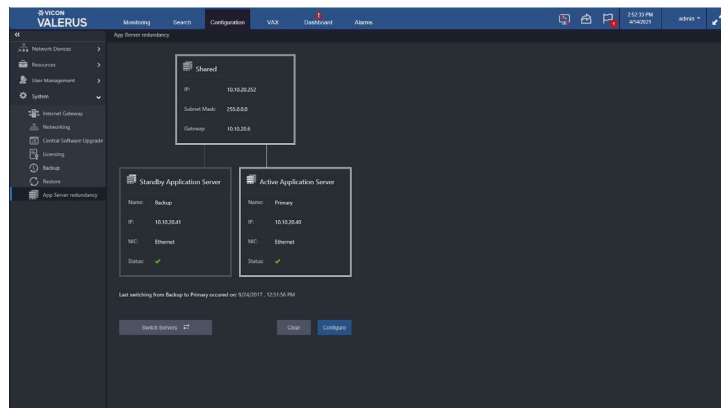 VICON
VALERUS
Monitoring Search Configuration VAX Dashboard Alarms
2:52:33 PM
4/14/2021
admin
App Server redundancy
Network Devices
Resources
User Management
System
Internet Gateway
Networking
Central Software Upgrade
Licensing
Backup
Restore
App Server redundancy
Shared
IP: 10.10.20.252
Subnet Mask: 255.0.0.0
Gateway: 10.10.20.6
Standby Application Server
Name: Backup
IP: 10.10.20.41
NIC: Ethernet
Status:
Active Application Server
Name: Primary
IP: 10.10.20.40
NIC: Ethernet
Status:
Last switching from Backup to Primary occured on: 9/24/2017 , 12:51:56 PM
Switch Servers
Clear
Configure